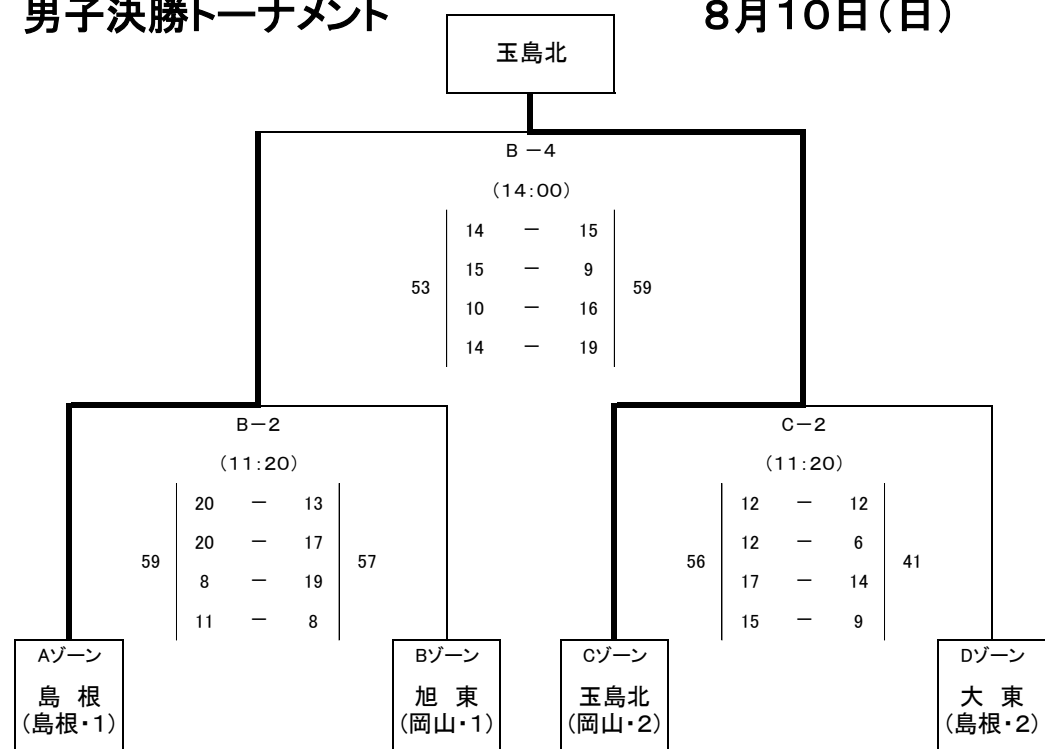 男子決勝トーナメント
8月10日(日)
玉島北
B－4
(14:00)
14 － 15
15 － 9
53
59
10 － 16
14 － 19
B－2
(11:20)
20 － 13
20 － 17
59
57
8 － 19
11 － 8
C－2
(11:20)
12 － 12
12 － 6
56
41
17 － 14
15 － 9
Aゾーン
島 根
(島根・1)
Bゾーン
旭 東
(岡山・1)
Cゾーン
玉島北
(岡山・2)
Dゾーン
大 東
(島根・2)